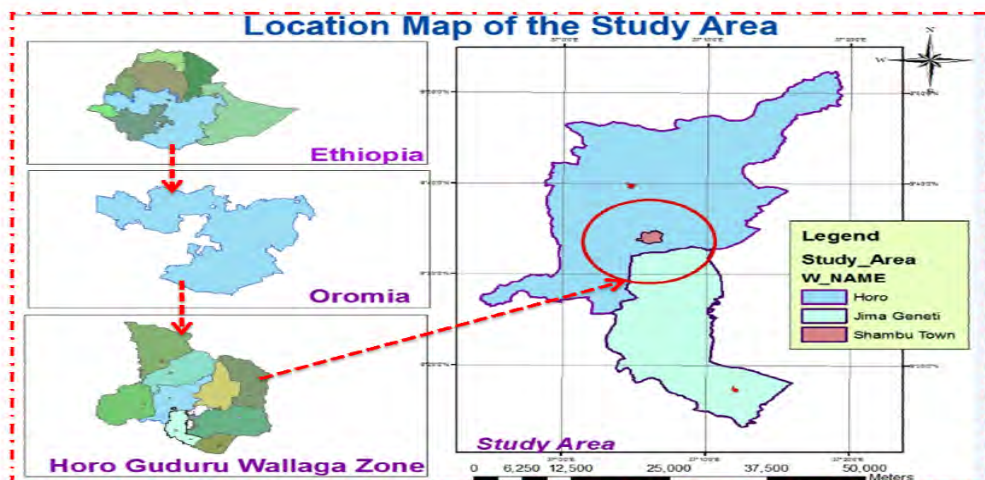 Location Map of the Study Area
Ethiopia
Oromia
Horo Guduru Wallaga Zone
N
W
Legend
Study_Area
W_NAME
Horo
Jima Geneti
Shambu Town
Study Area
0 6,250 12,500 25,000 37,500 50,000
Meters